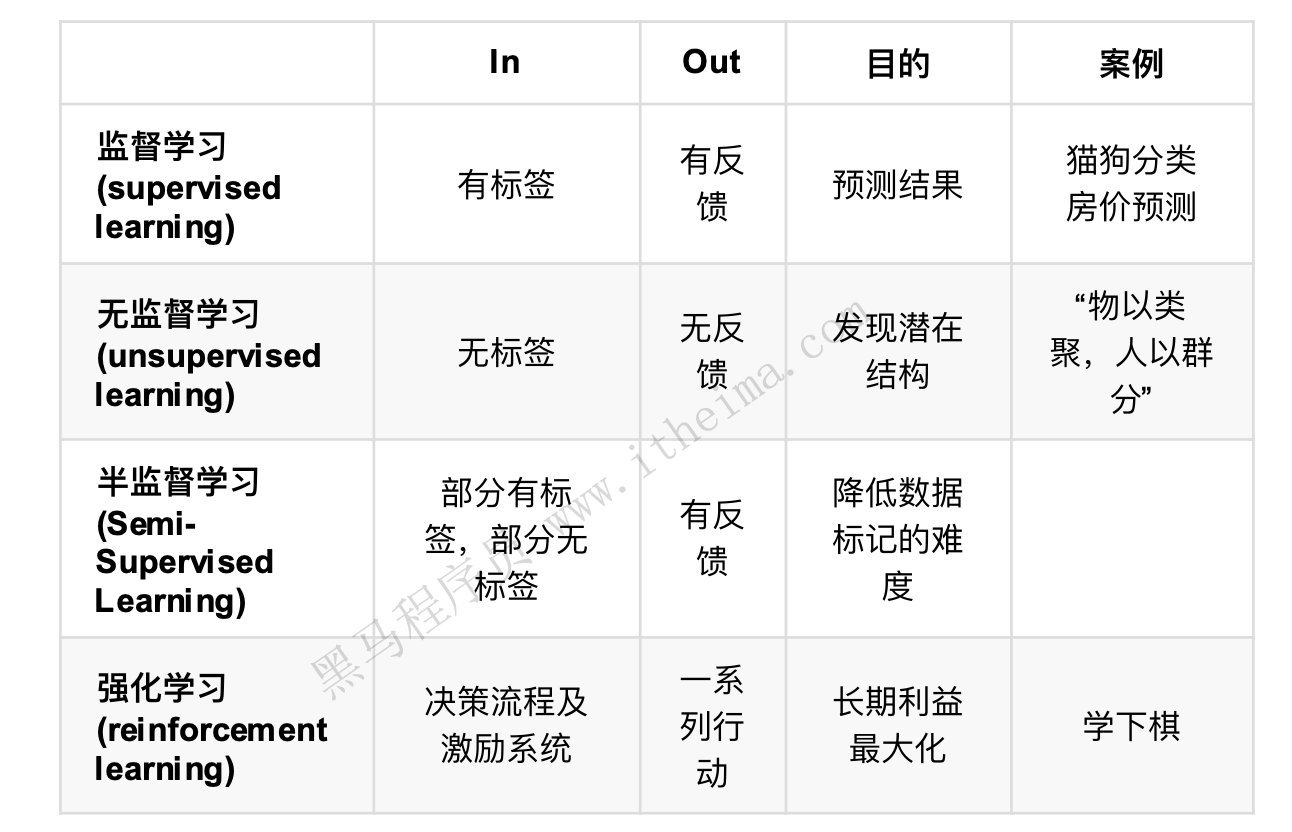 In Out 目的 案例
监督学习
(supervised
learning)
有标签
有反
馈
预测结果
猫狗分类
房价预测
无监督学习
(unsupervised
learning)
无标签
无反
馈
发现潜在
结构
“物以类
聚，人以群
分”
半监督学习
(Semi-
Supervised
Learning)
部分有标
签，部分无
标签
有反
馈
降低数据
标记的难
度
强化学习
(reinforcement
learning)
决策流程及
激励系统
一系
列行
动
长期利益
最大化
学下棋
黑马程序员 www.itheima.com